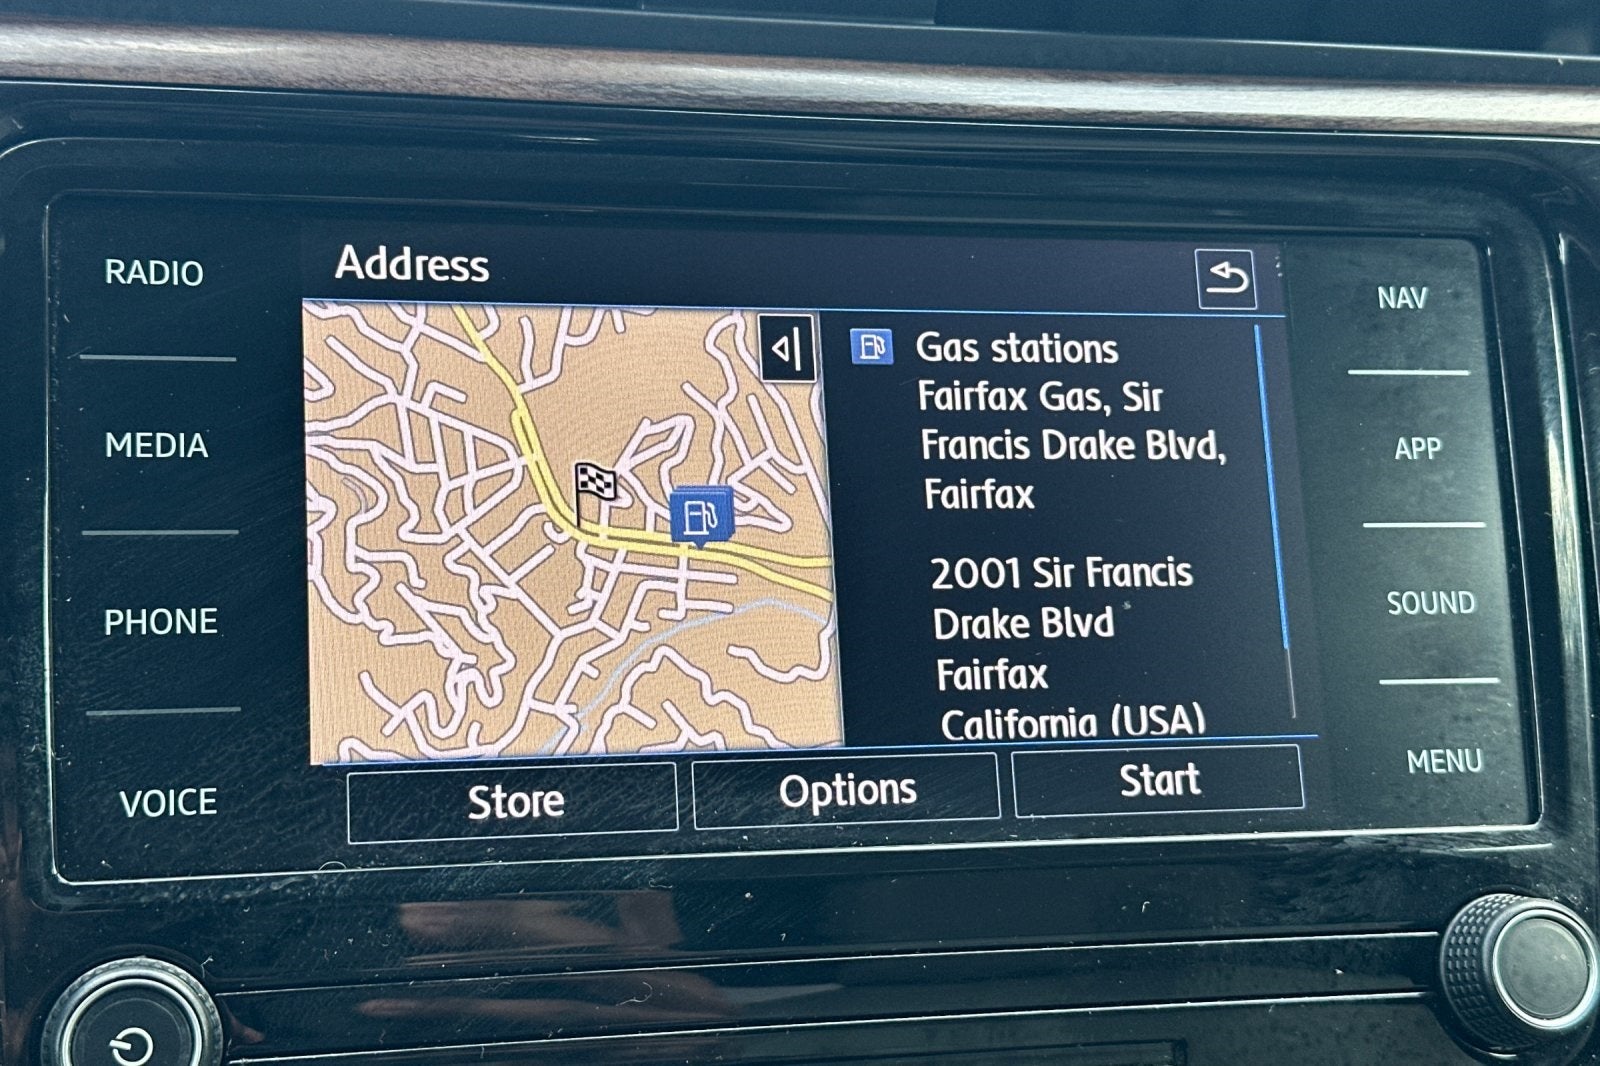 Address
RADIO
MEDIA
PHONE
VOICE
Gas stations
Fairfax Gas, Sir
Francis Drake Blvd,
Fairfax
2001 Sir Francis
Drake Blvd
Fairfax
California (USA)
Store
Options
Start
NAV
APP
SOUND
MENU